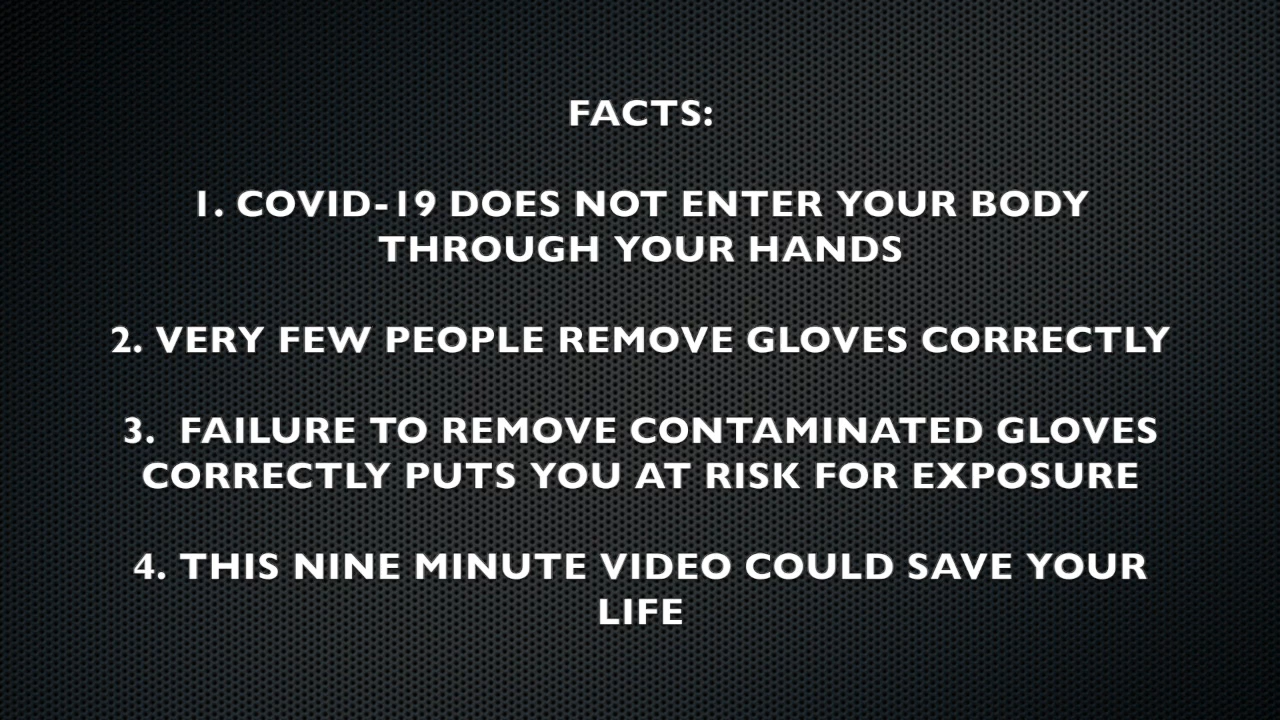 FACTS:
1. COVID-19 DOES NOT ENTER YOUR BODY
THROUGH YOUR HANDS
2. VERY FEW PEOPLE REMOVE GLOVES CORRECTLY
3. FAILURE TO REMOVE CONTAMINATED GLOVES
CORRECTLY PUTS YOU AT RISK FOR EXPOSURE
4. THIS NINE MINUTE VIDEO COULD SAVE YOUR
LIFE